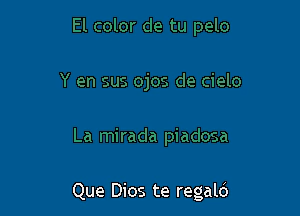 El color de tu pelo
Y en sus ojos de cielo
La mirada piadosa
Que Dios te regaló